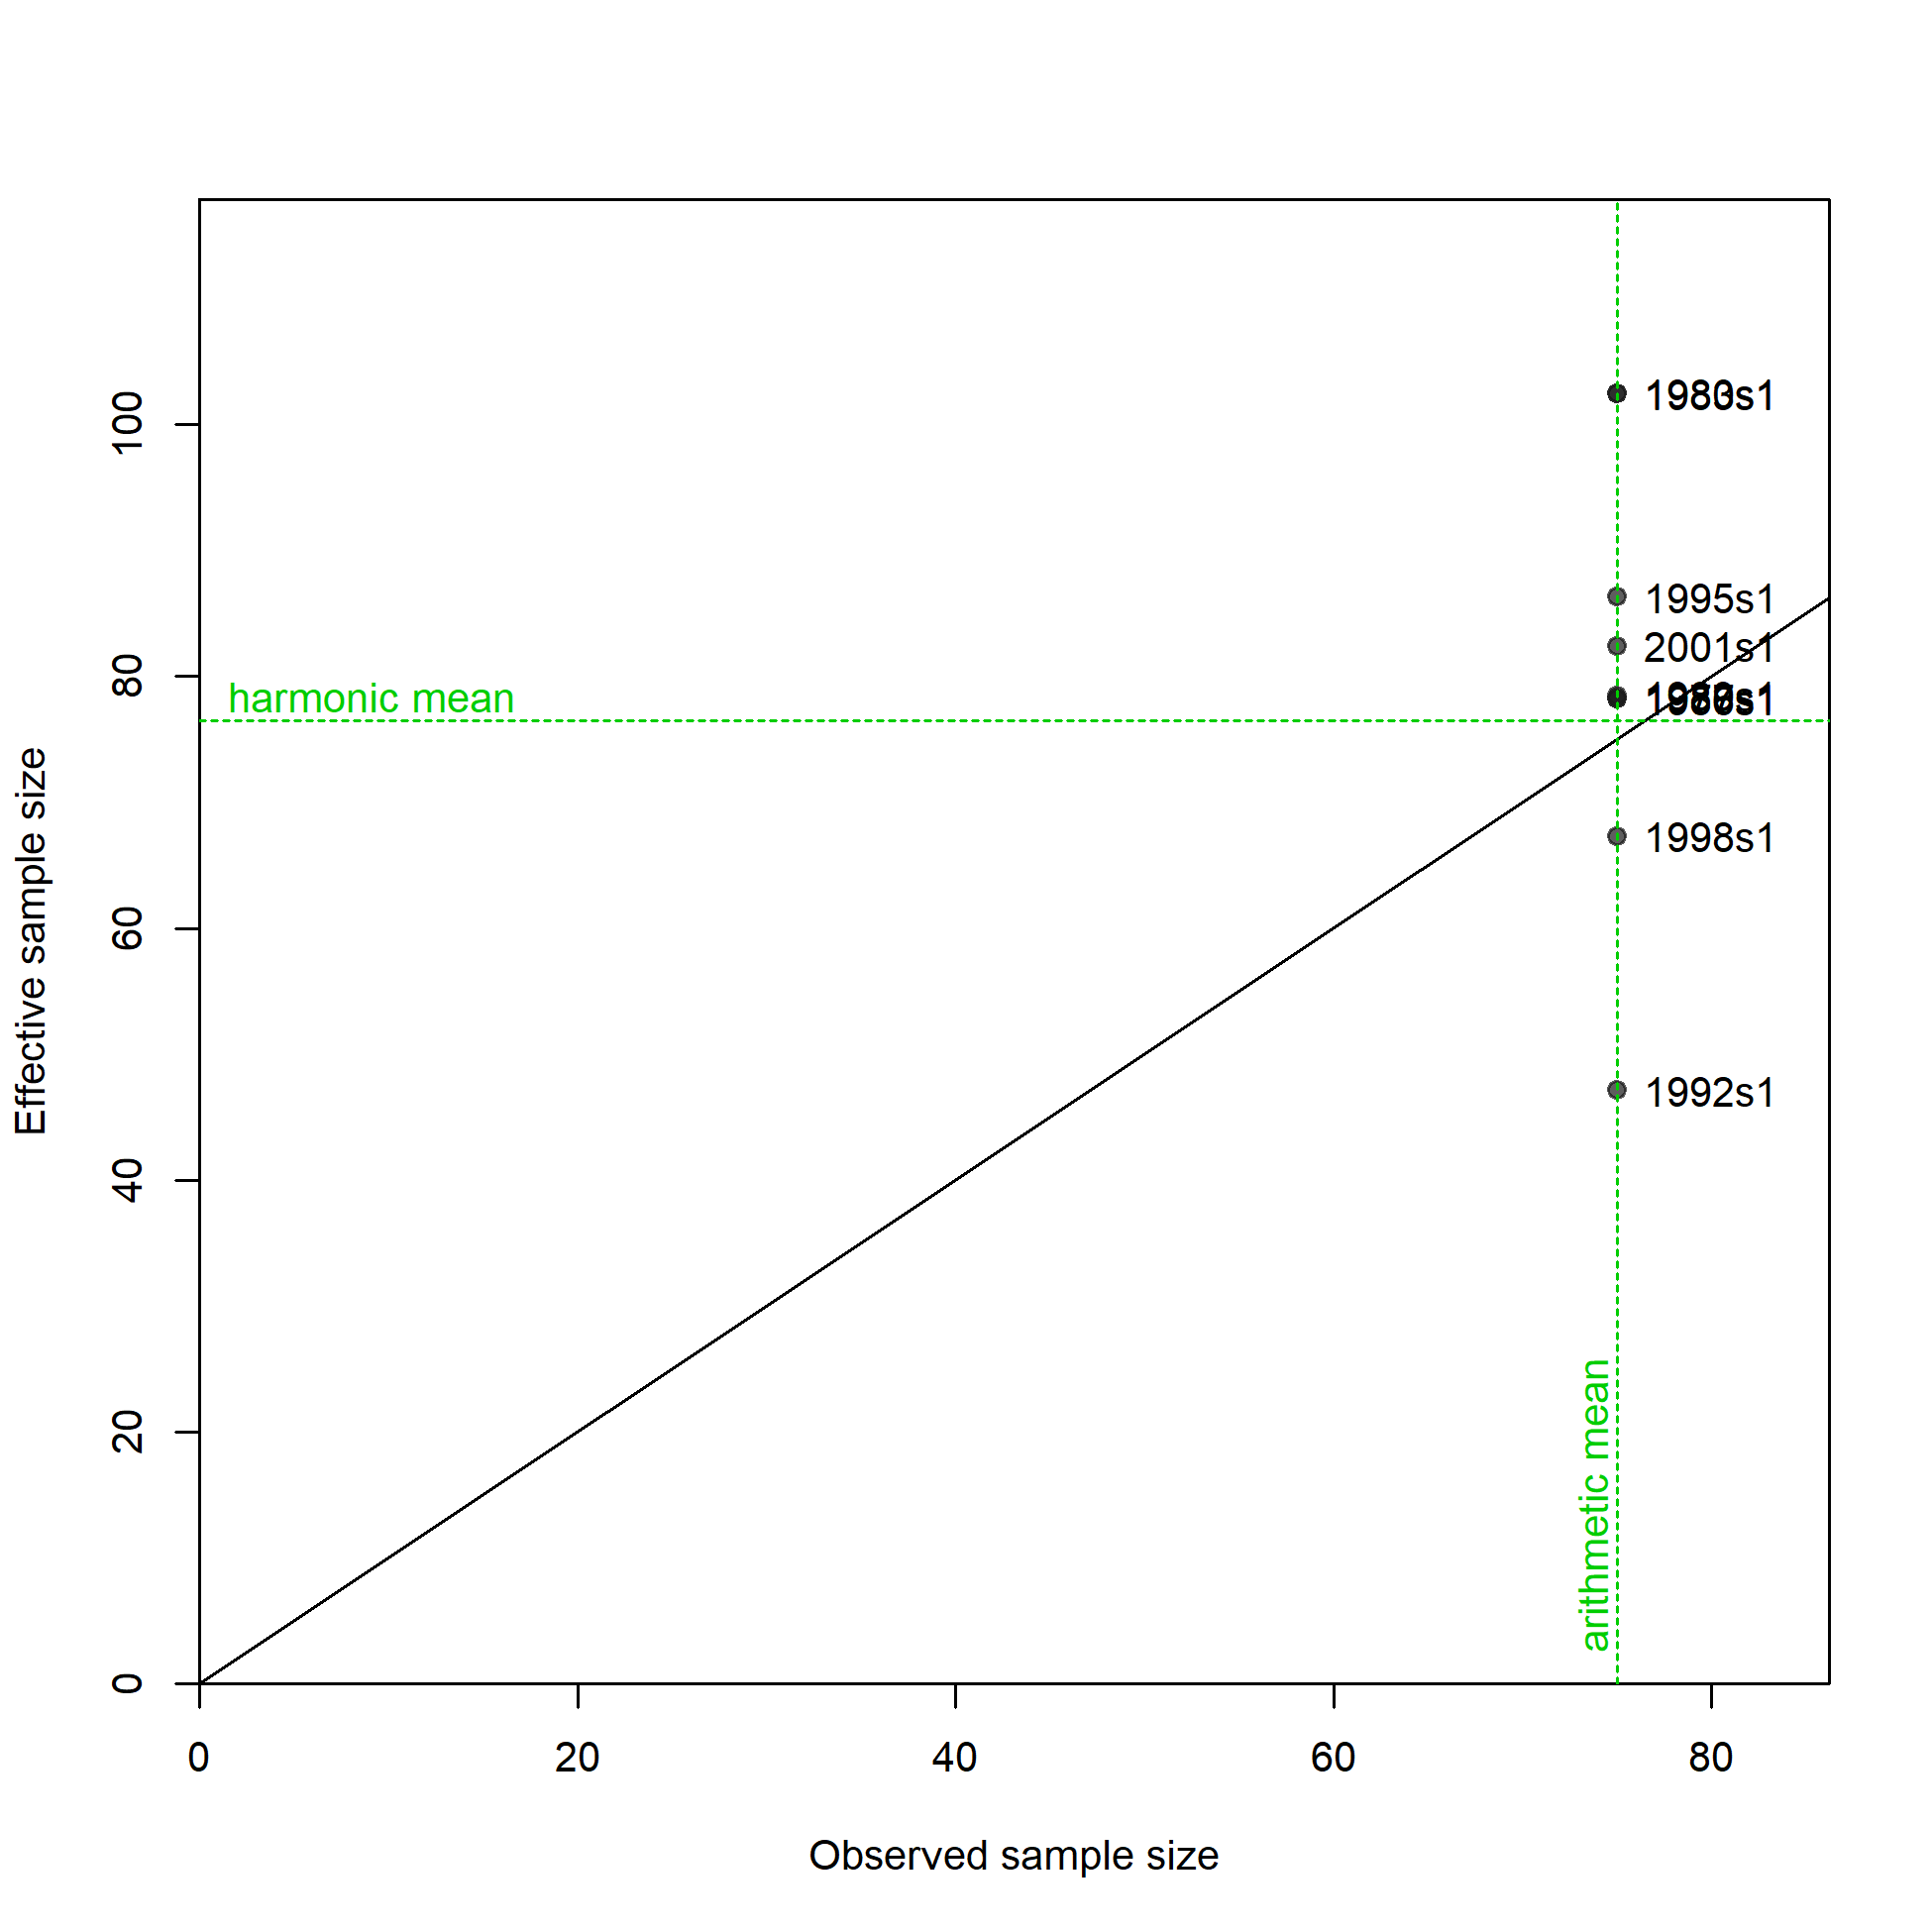 Effective sample size
100
80
60
40
20
0
harmonic mean
1995s1
2001s1
1998s1
1992s1
arithmetic mean
0
20
40
60
80
Observed sample size